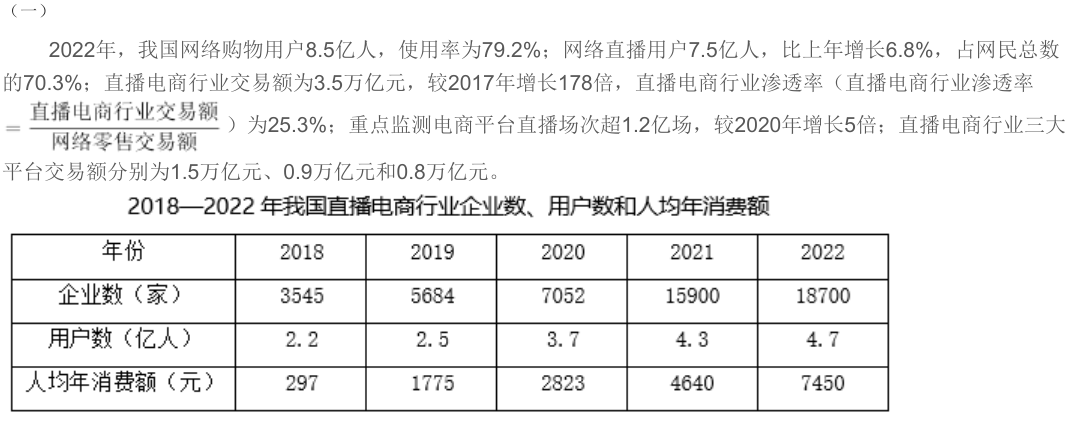 （一）
2022年，我国网络购物用户8.5亿人，使用率为79.2%；网络直播用户7.5亿人，比上年增长6.8%，占网民总数
的70.3%；直播电商行业交易额为3.5万亿元，较2017年增长178倍，直播电商行业渗透率（直播电商行业渗透率
＝直播电商行业交易额/网络零售交易额）为25.3%；重点监测电商平台直播场次超1.2亿场，较2020年增长5倍；直播电商行业三大
平台交易额分别为1.5万亿元、0.9万亿元和0.8万亿元。
2018—2022 年我国直播电商行业企业数、用户数和人均年消费额
年份 2018 2019 2020 2021 2022
企业数（家） 3545 5684 7052 15900 18700
用户数（亿人） 2.2 2.5 3.7 4.3 4.7
人均年消费额（元） 297 1775 2823 4640 7450